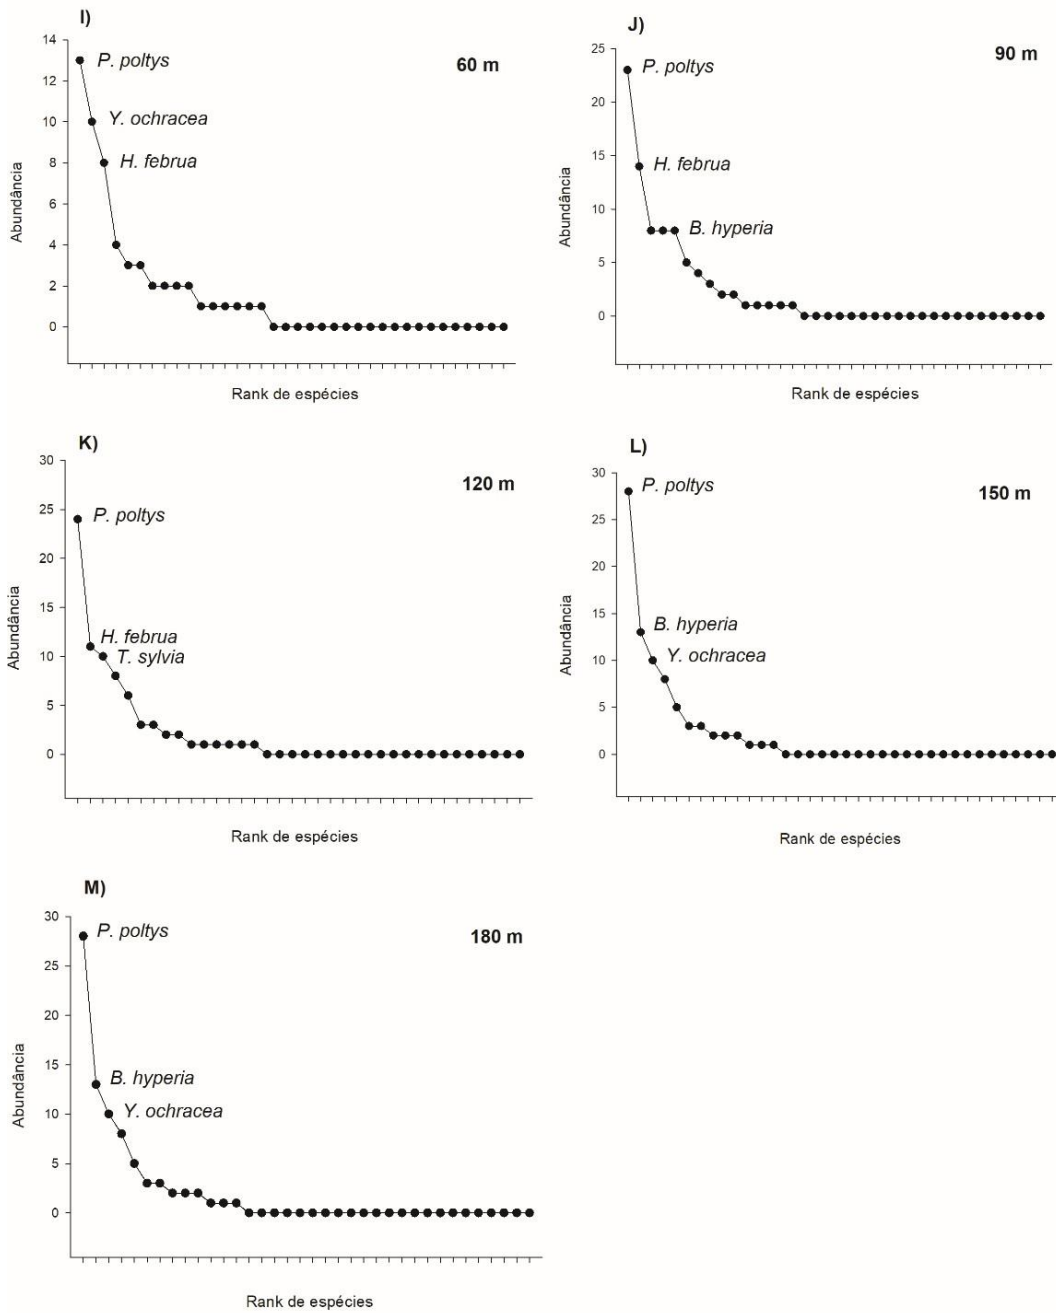 I)
60 m
14
12
10
8
6
4
2
0
P. poltys
Y. ochracea
H. februa
Abundância
Rank de espécies
J)
90 m
25
20
15
10
5
0
P. poltys
H. februa
B. hyperia
Abundância
Rank de espécies
K)
120 m
30
25
20
15
10
5
0
P. poltys
H. februa
T. sylvia
Abundância
Rank de espécies
L)
150 m
30
25
20
15
10
5
0
P. poltys
B. hyperia
Y. ochracea
Abundância
Rank de espécies
M)
180 m
30
25
20
15
10
5
0
P. poltys
B. hyperia
Y. ochracea
Abundância
Rank de espécies